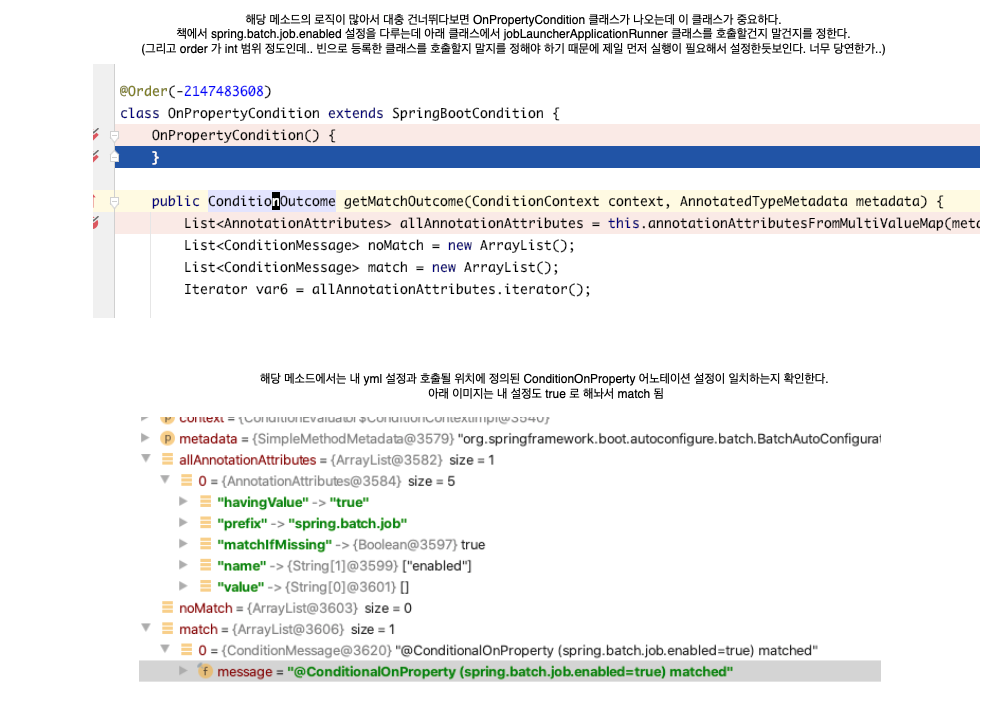 해당 메소드의 로직이 많아서 대충 건너뛰다보면 OnPropertyCondition 클래스가 나오는데 이 클래스가 중요하다.
책에서 spring.batch.job.enabled 설정을 다루는데 아래 클래스에서 jobLauncherApplicationRunner 클래스를 호출할건지 말건지를 정한다.
(그리고 order 가 int 범위 정도인데.. 빈으로 등록한 클래스를 호출할지 말지를 정해야 하기 때문에 제일 먼저 실행이 필요해서 설정한듯보인다. 너무 당연한가..)
@Order(-2147483608)
class OnPropertyCondition extends SpringBootCondition {
OnPropertyCondition() {
}
public ConditionOutcome getMatchOutcome(ConditionContext context, AnnotatedTypeMetadata metadata) {
List<AnnotationAttributes> allAnnotationAttributes = this.annotationAttributesFromMultiValueMap(meta
List<ConditionMessage> noMatch = new ArrayList();
List<ConditionMessage> match = new ArrayList();
Iterator var6 = allAnnotationAttributes.iterator();
해당 메소드에서는 내 yml 설정과 호출될 위치에 정의된 ConditionOnProperty 어노테이션 설정이 일치하는지 확인한다.
아래 이미지는 내 설정도 true 로 해놔서 match 됨
context = {ConditionEvaluator$ConditionContextImpl@3540}
metadata = {SimpleMethodMetadata@3579} "org.springframework.boot.autoconfigure.batch.BatchAutoConfigurat
allAnnotationAttributes = {ArrayList@3582} size = 1
0 = {AnnotationAttributes@3584} size = 5
"havingValue" -> "true"
"prefix" -> "spring.batch.job"
"matchIfMissing" -> {Boolean@3597} true
"name" -> {String[1]@3599} ["enabled"]
"value" -> {String[0]@3601} []
noMatch = {ArrayList@3603} size = 0
match = {ArrayList@3606} size = 1
0 = {ConditionMessage@3620} "@ConditionalOnProperty (spring.batch.job.enabled=true) matched"
message = "@ConditionalOnProperty (spring.batch.job.enabled=true) matched"